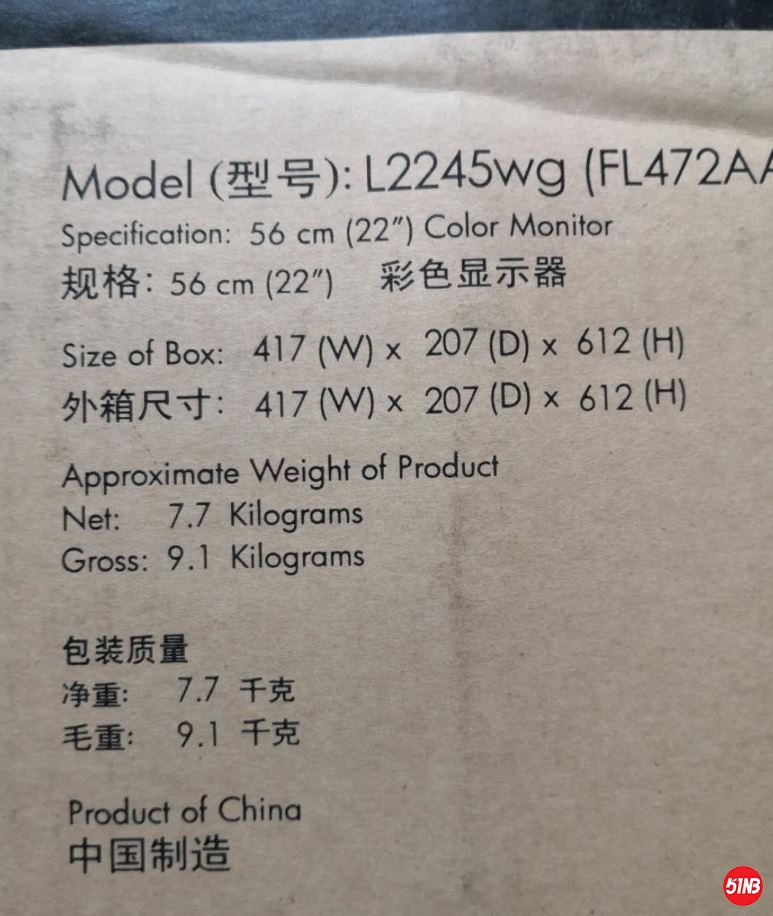 Model (型号): L2245wg (FL472AA
Specification: 56 cm (22″) Color Monitor
规格: 56 cm (22″) 彩色显示器
Size of Box: 417 (W) x 207 (D) x 612 (H)
外箱尺寸: 417 (W) x 207 (D) x 612 (H)
Approximate Weight of Product
Net: 7.7 Kilograms
Gross: 9.1 Kilograms
包装质量
净重: 7.7 千克
毛重: 9.1 千克
Product of China
中国制造
51NB